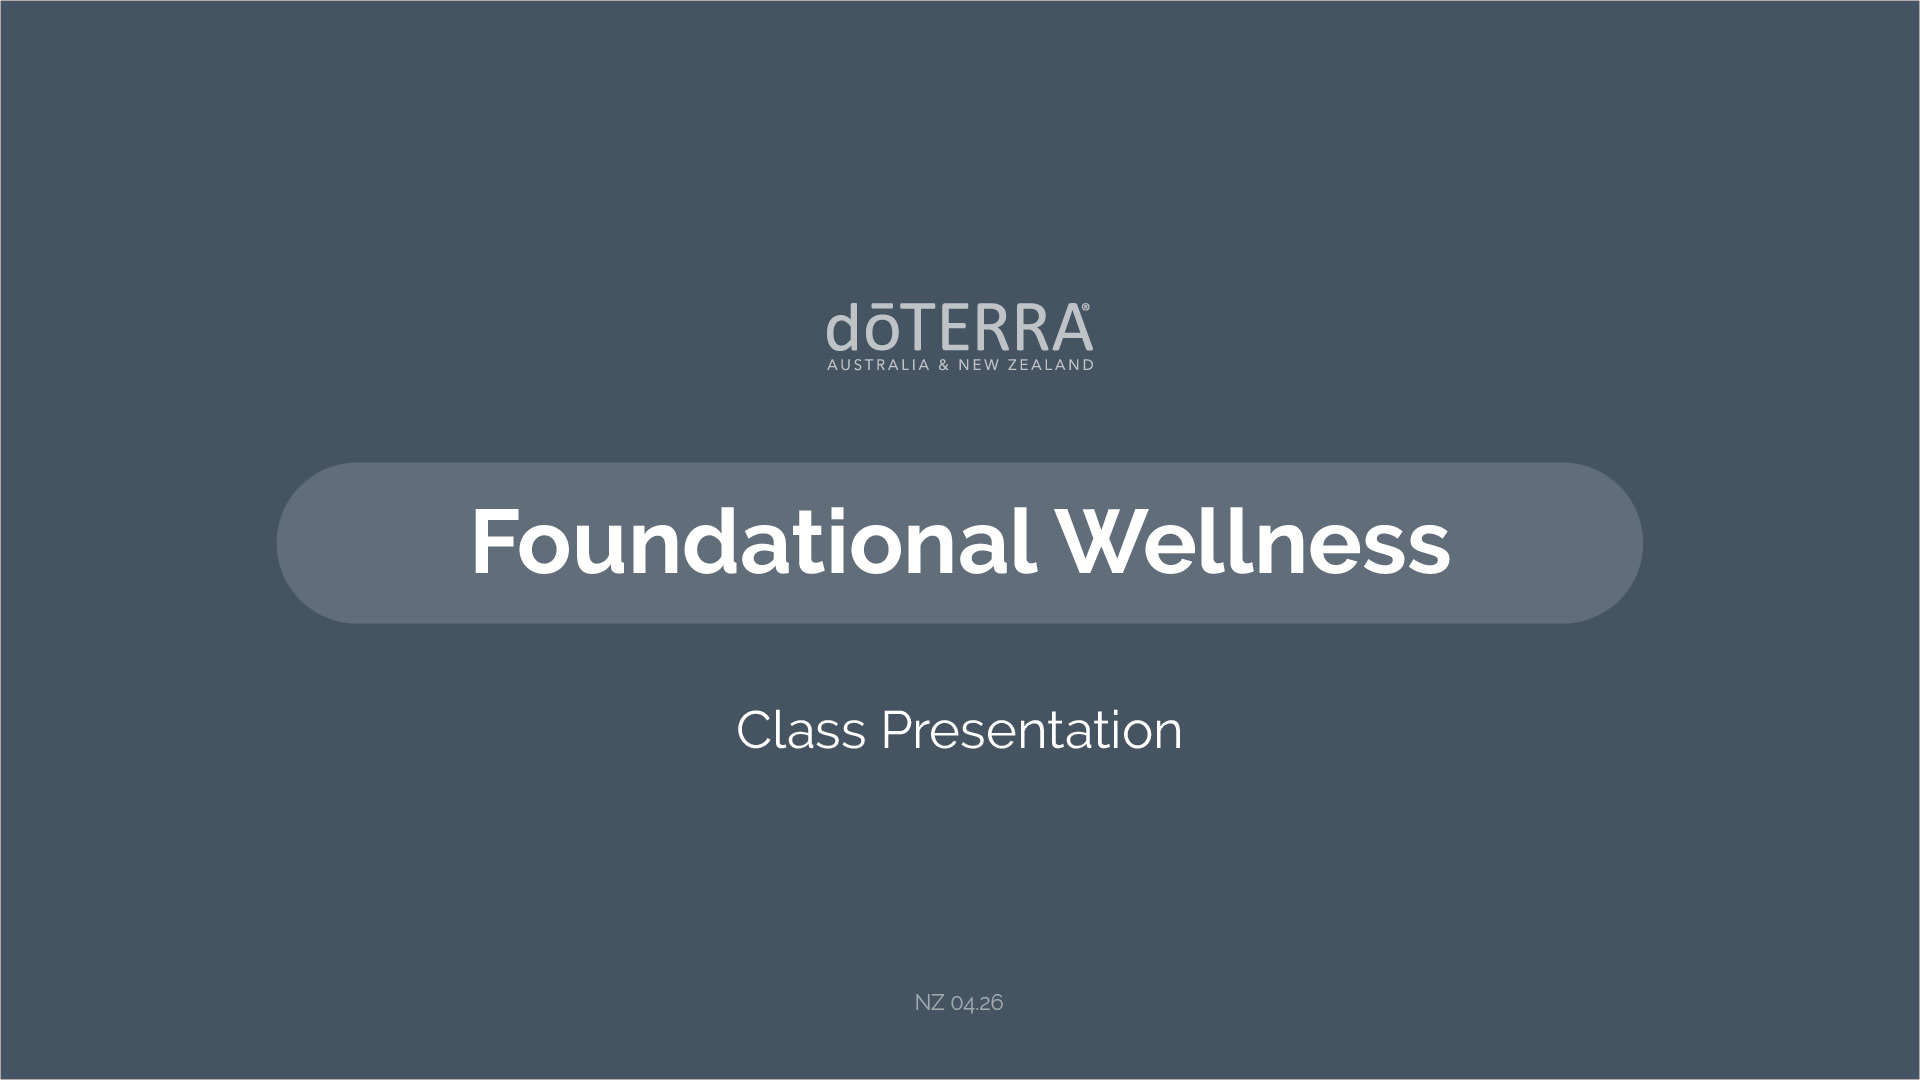 dōTERRA®
AUSTRALIA & NEW ZEALAND
Foundational Wellness
Class Presentation
NZ 04.26